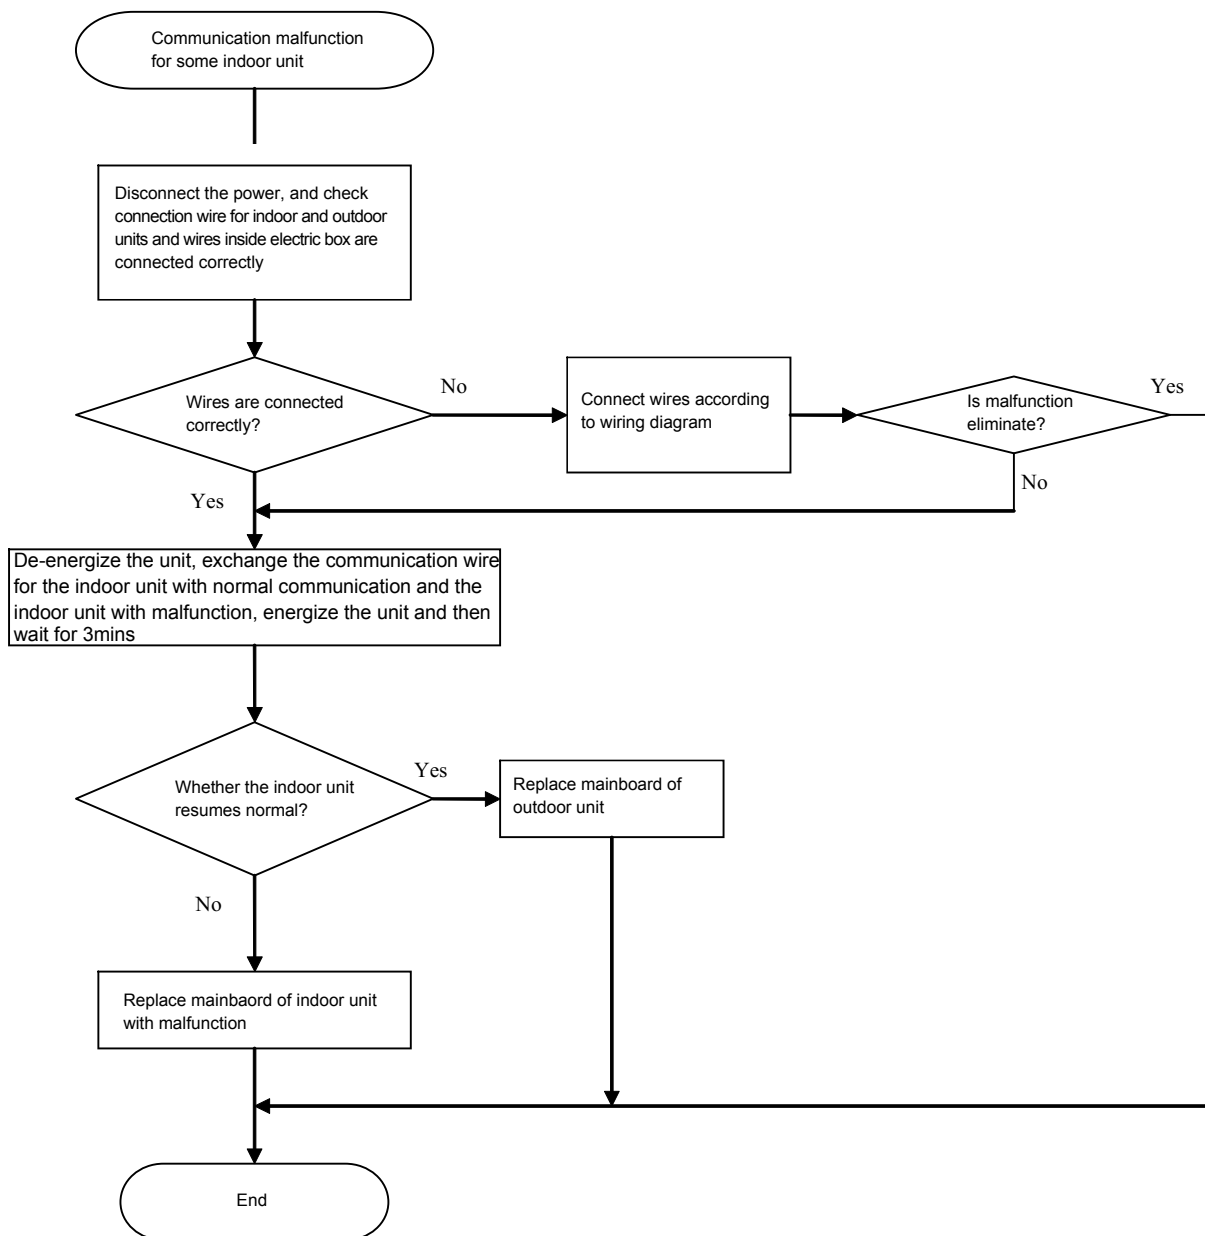 Communication malfunction
for some indoor unit
Disconnect the power, and check
connection wire for indoor and outdoor
units and wires inside electric box are
connected correctly
Wires are connected
correctly?
No
Connect wires according
to wiring diagram
Is malfunction
eliminate?
Yes
No
Yes
De-energize the unit, exchange the communication wire
for the indoor unit with normal communication and the
indoor unit with malfunction, energize the unit and then
wait for 3mins
Whether the indoor unit
resumes normal?
Yes
Replace mainboard of
outdoor unit
No
Replace mainbaord of indoor unit
with malfunction
End